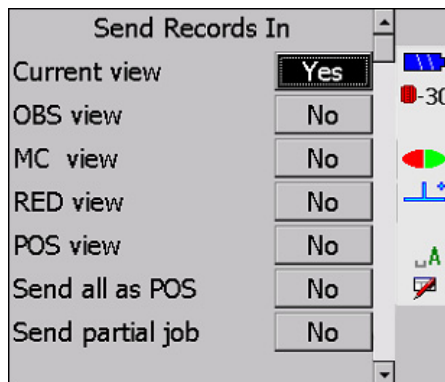 Send Records In
Current view Yes
OBS view No
MC view No
RED view No
POS view No
Send all as POS No
Send partial job No
-30
A